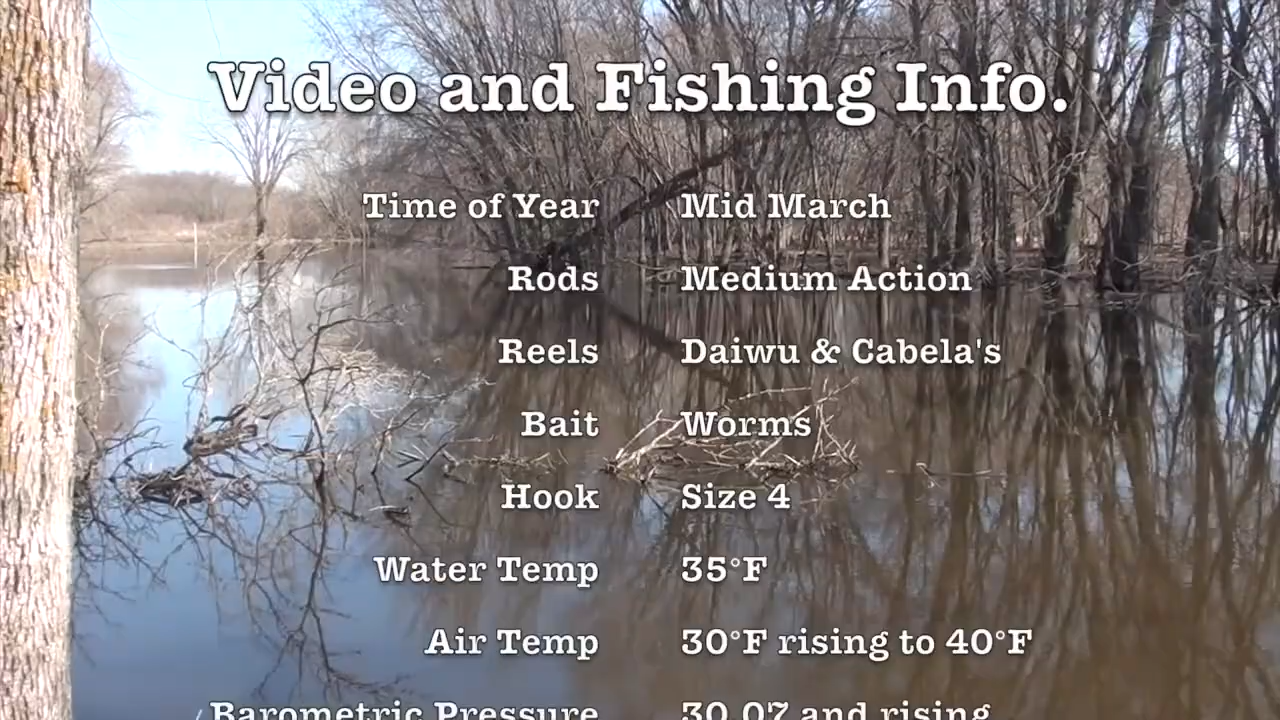 Video and Fishing Info.
Time of Year Mid March
Rods Medium Action
Reels Daiwu & Cabela's
Bait Worms
Hook Size 4
Water Temp 35°F
Air Temp 30°F rising to 40°F
Barometric Pressure 30.07 and rising